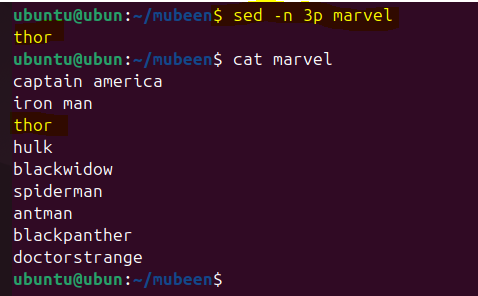 ubuntu@ubun:~/mubeen$ sed -n 3p marvel
thor
ubuntu@ubun:~/mubeen$ cat marvel
captain america
iron man
thor
hulk
blackwidow
spiderman
antman
blackpanther
doctorstrange
ubuntu@ubun:~/mubeen$